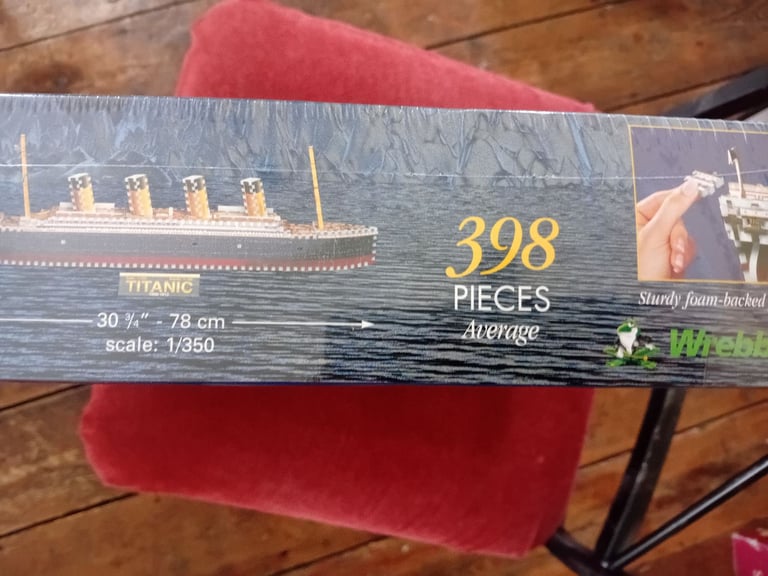 TITANIC
30 ¾" - 78 cm
scale: 1/350
398
PIECES
Average
Sturdy foam-backed